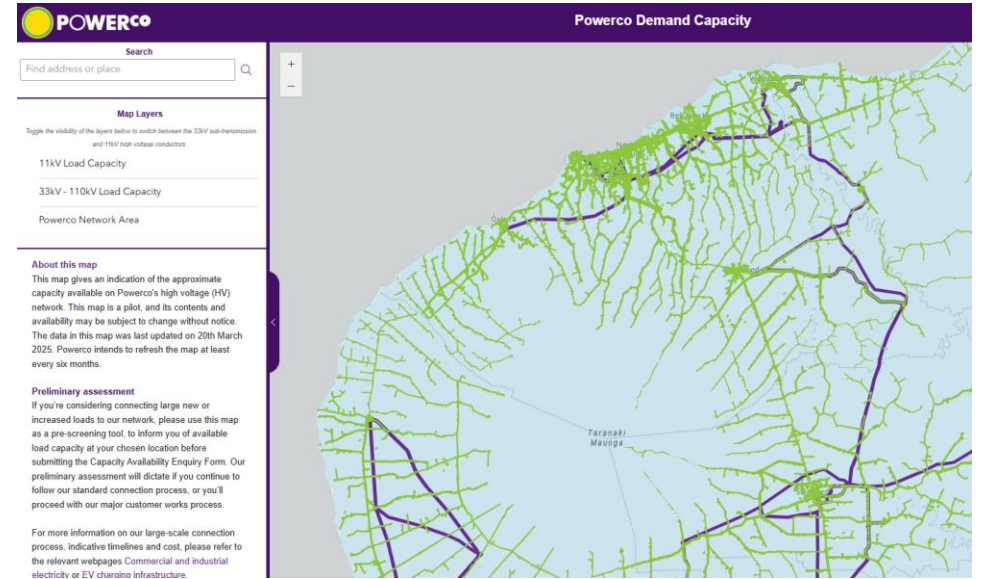 POWERCO
Powerco Demand Capacity
Search
Find address or place
Map Layers
Toggle the visibility of the layers below to switch between the 33kV sub-transmission
and 11kV high voltage conductors
11kV Load Capacity
33kV - 110kV Load Capacity
Powerco Network Area
About this map
This map gives an indication of the approximate
capacity available on Powerco's high voltage (HV)
network. This map is a pilot, and its contents and
availability may be subject to change without notice.
The data in this map was last updated on 20th March
2025. Powerco intends to refresh the map at least
every six months.
Preliminary assessment
If you're considering connecting large new or
increased loads to our network, please use this map
as a pre-screening tool, to inform you of available
load capacity at your chosen location before
submitting the Capacity Availability Enquiry Form. Our
preliminary assessment will dictate if you continue to
follow our standard connection process, or you'll
proceed with our major customer works process.
For more information on our large-scale connection
process, indicative timelines and cost, please refer to
the relevant webpages Commercial and industrial
electricity or EV charging infrastructure.
+
–
Taranaki
Maunga